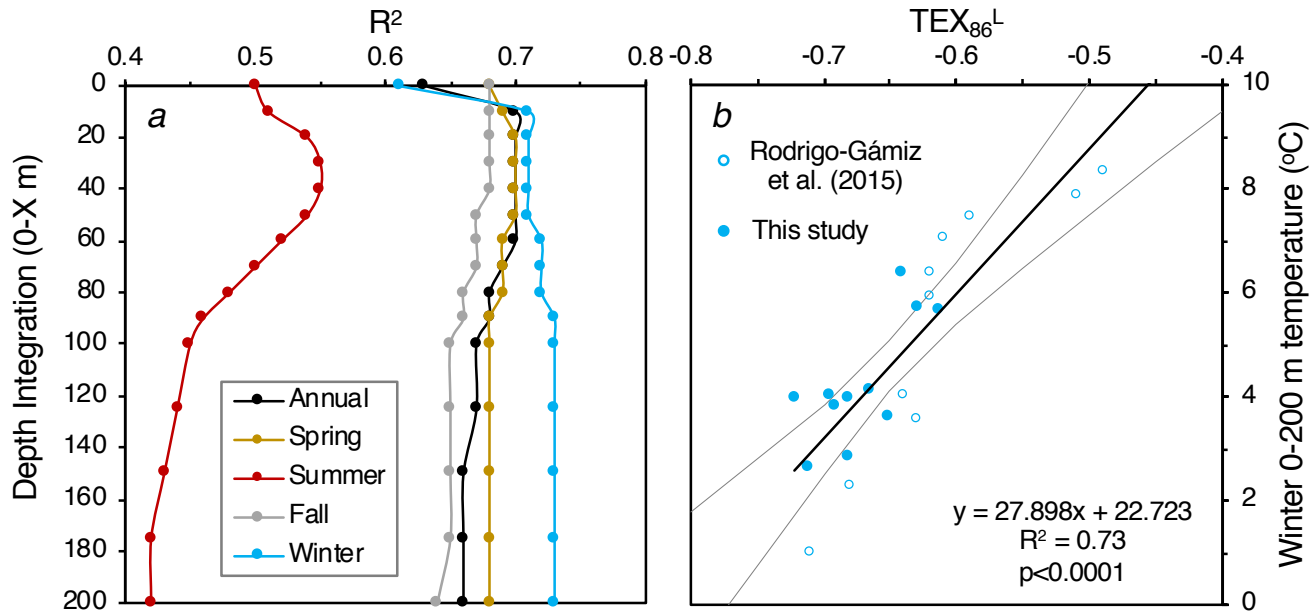 R²
0.4 0.5 0.6 0.7 0.8
Depth Integration (0-X m)
0
20
40
60
80
100
120
140
160
180
200
a
Annual
Spring
Summer
Fall
Winter
TEX₈₆ᴸ
-0.8 -0.7 -0.6 -0.5 -0.4
b
Rodrigo-Gámiz
et al. (2015)
This study
y = 27.898x + 22.723
R² = 0.73
p<0.0001
10
8
6
4
2
0
Winter 0-200 m temperature (ºC)